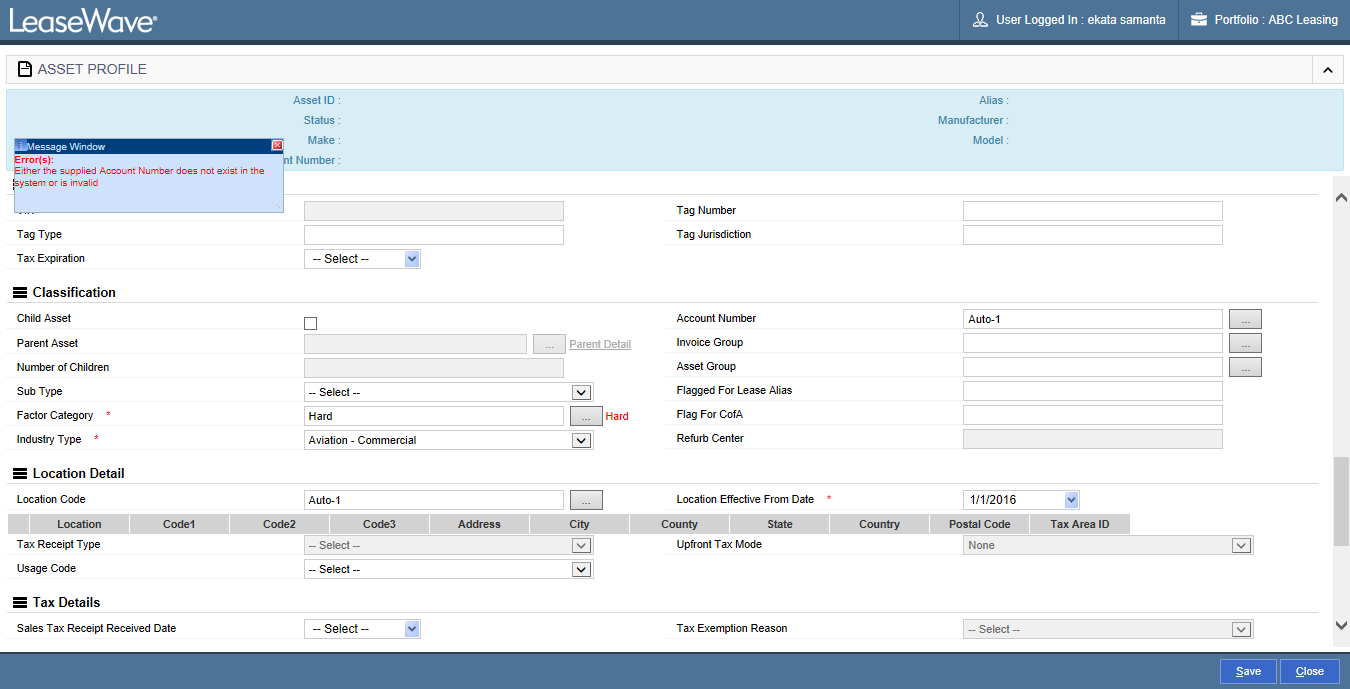 LeaseWave®
User Logged In : ekata samanta
Portfolio : ABC Leasing
ASSET PROFILE
Asset ID :
Alias :
Status :
Manufacturer :
Make :
Model :
nt Number :
Message Window
Error(s):
Either the supplied Account Number does not exist in the
system or is invalid
Tag Number
Tag Type
Tag Jurisdiction
Tax Expiration
-- Select --
Classification
Child Asset
Account Number
Auto-1
...
Parent Asset
...
Parent Detail
Invoice Group
...
Number of Children
Asset Group
...
Sub Type
-- Select --
Flagged For Lease Alias
Factor Category *
Hard
...
Hard
Flag For CofA
Industry Type *
Aviation - Commercial
Refurb Center
Location Detail
Location Code
Auto-1
...
Location Effective From Date *
1/1/2016
Location Code1 Code2 Code3 Address City County State Country Postal Code Tax Area ID
Tax Receipt Type
-- Select --
Upfront Tax Mode
None
Usage Code
-- Select --
Tax Details
Sales Tax Receipt Received Date
-- Select --
Tax Exemption Reason
-- Select --
Save
Close